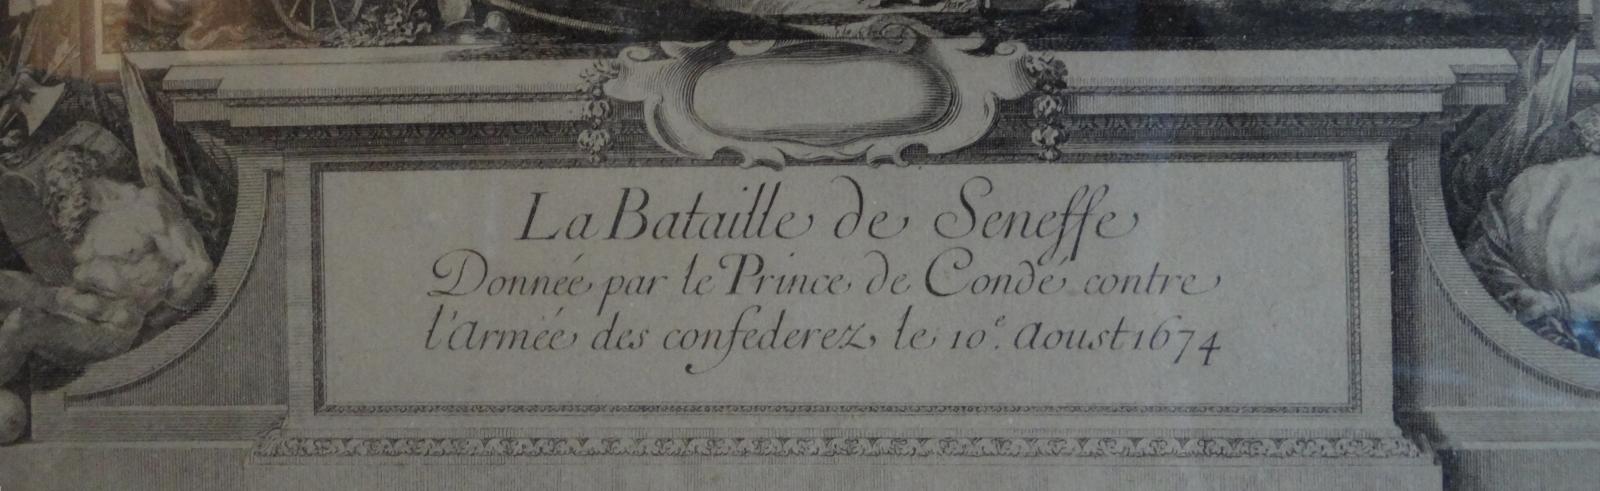 La Bataille de Seneffe
Donnée par le Prince de Condé contre
l'Armée des confederez, le 10e. Aoust 1674